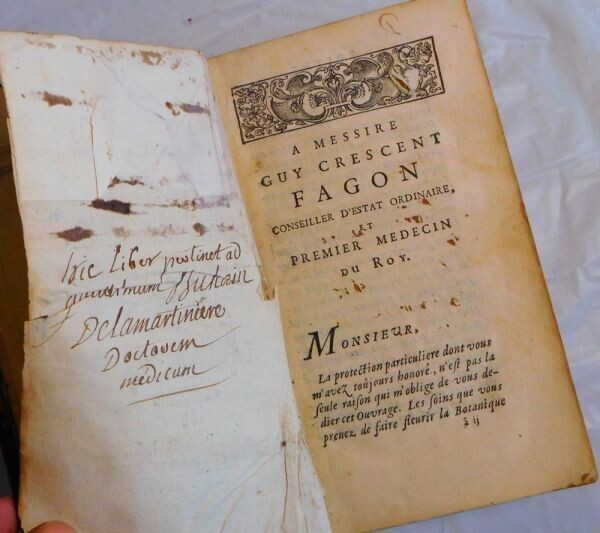 hic liber pertinet ad
Delamartiniere
Doctorem
medicum
A MESSIRE
GUY CRESCENT
FAGON
CONSEILLER D'ESTAT ORDINAIRE,
ET
PREMIER MEDECIN
DU ROY.
MONSIEUR,
La protection particuliere dont vous
m'avez toûjours honoré, n'est pas la
seule raison qui m'oblige de vous de-
dier cet Ouvrage. Les soins que vous
prenez de faire fleurir la Botanique
ã ij